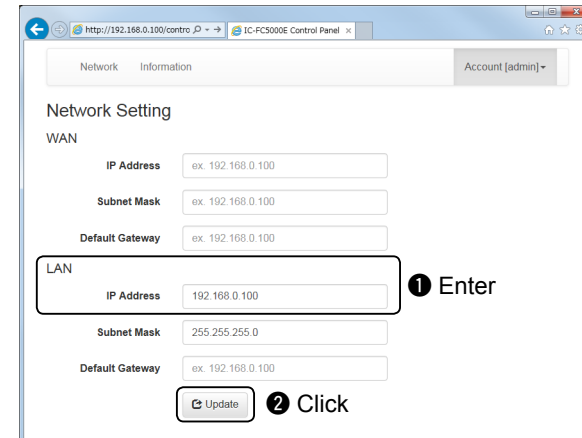 http://192.168.0.100/contro
IC-FC5000E Control Panel ×
Network Information Account [admin]
Network Setting
WAN
IP Address ex. 192.168.0.100
Subnet Mask ex. 192.168.0.100
Default Gateway ex. 192.168.0.100
LAN
IP Address 192.168.0.100
❶ Enter
Subnet Mask 255.255.255.0
Default Gateway ex. 192.168.0.100
Update ❷ Click